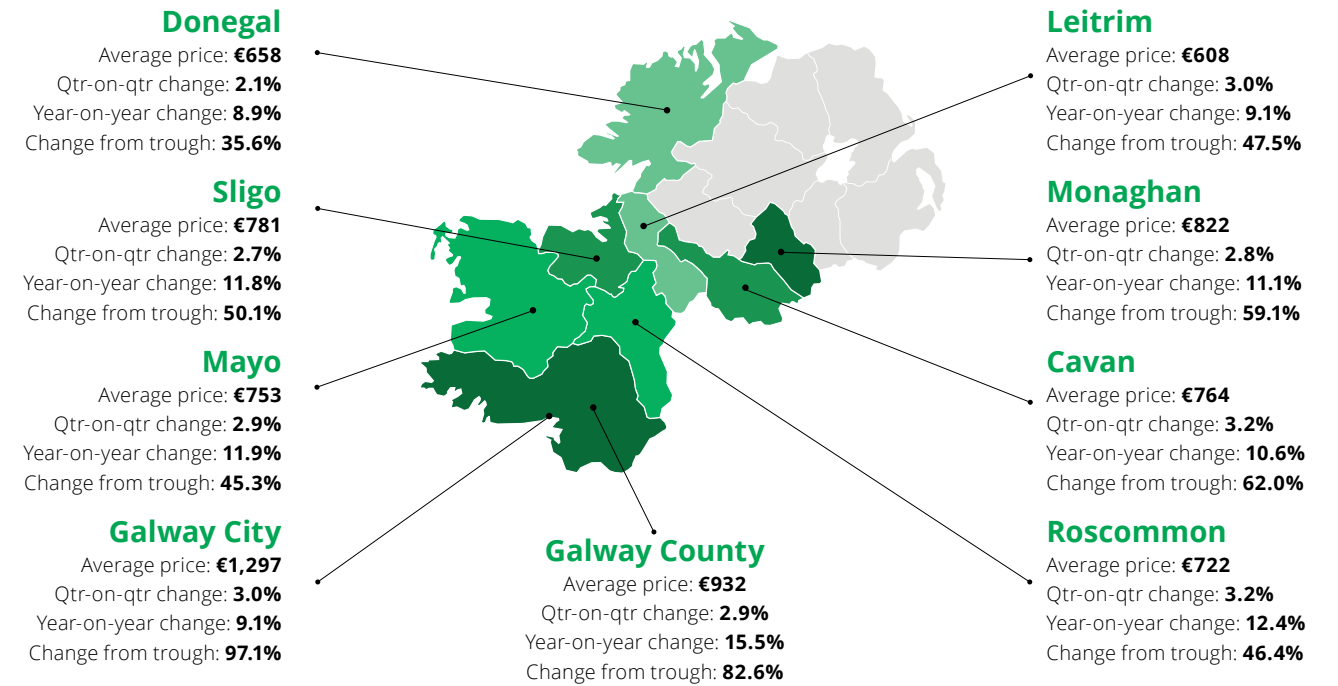 Donegal
Average price: €658
Qtr-on-qtr change: 2.1%
Year-on-year change: 8.9%
Change from trough: 35.6%
Sligo
Average price: €781
Qtr-on-qtr change: 2.7%
Year-on-year change: 11.8%
Change from trough: 50.1%
Mayo
Average price: €753
Qtr-on-qtr change: 2.9%
Year-on-year change: 11.9%
Change from trough: 45.3%
Galway City
Average price: €1,297
Qtr-on-qtr change: 3.0%
Year-on-year change: 9.1%
Change from trough: 97.1%
Galway County
Average price: €932
Qtr-on-qtr change: 2.9%
Year-on-year change: 15.5%
Change from trough: 82.6%
Leitrim
Average price: €608
Qtr-on-qtr change: 3.0%
Year-on-year change: 9.1%
Change from trough: 47.5%
Monaghan
Average price: €822
Qtr-on-qtr change: 2.8%
Year-on-year change: 11.1%
Change from trough: 59.1%
Cavan
Average price: €764
Qtr-on-qtr change: 3.2%
Year-on-year change: 10.6%
Change from trough: 62.0%
Roscommon
Average price: €722
Qtr-on-qtr change: 3.2%
Year-on-year change: 12.4%
Change from trough: 46.4%